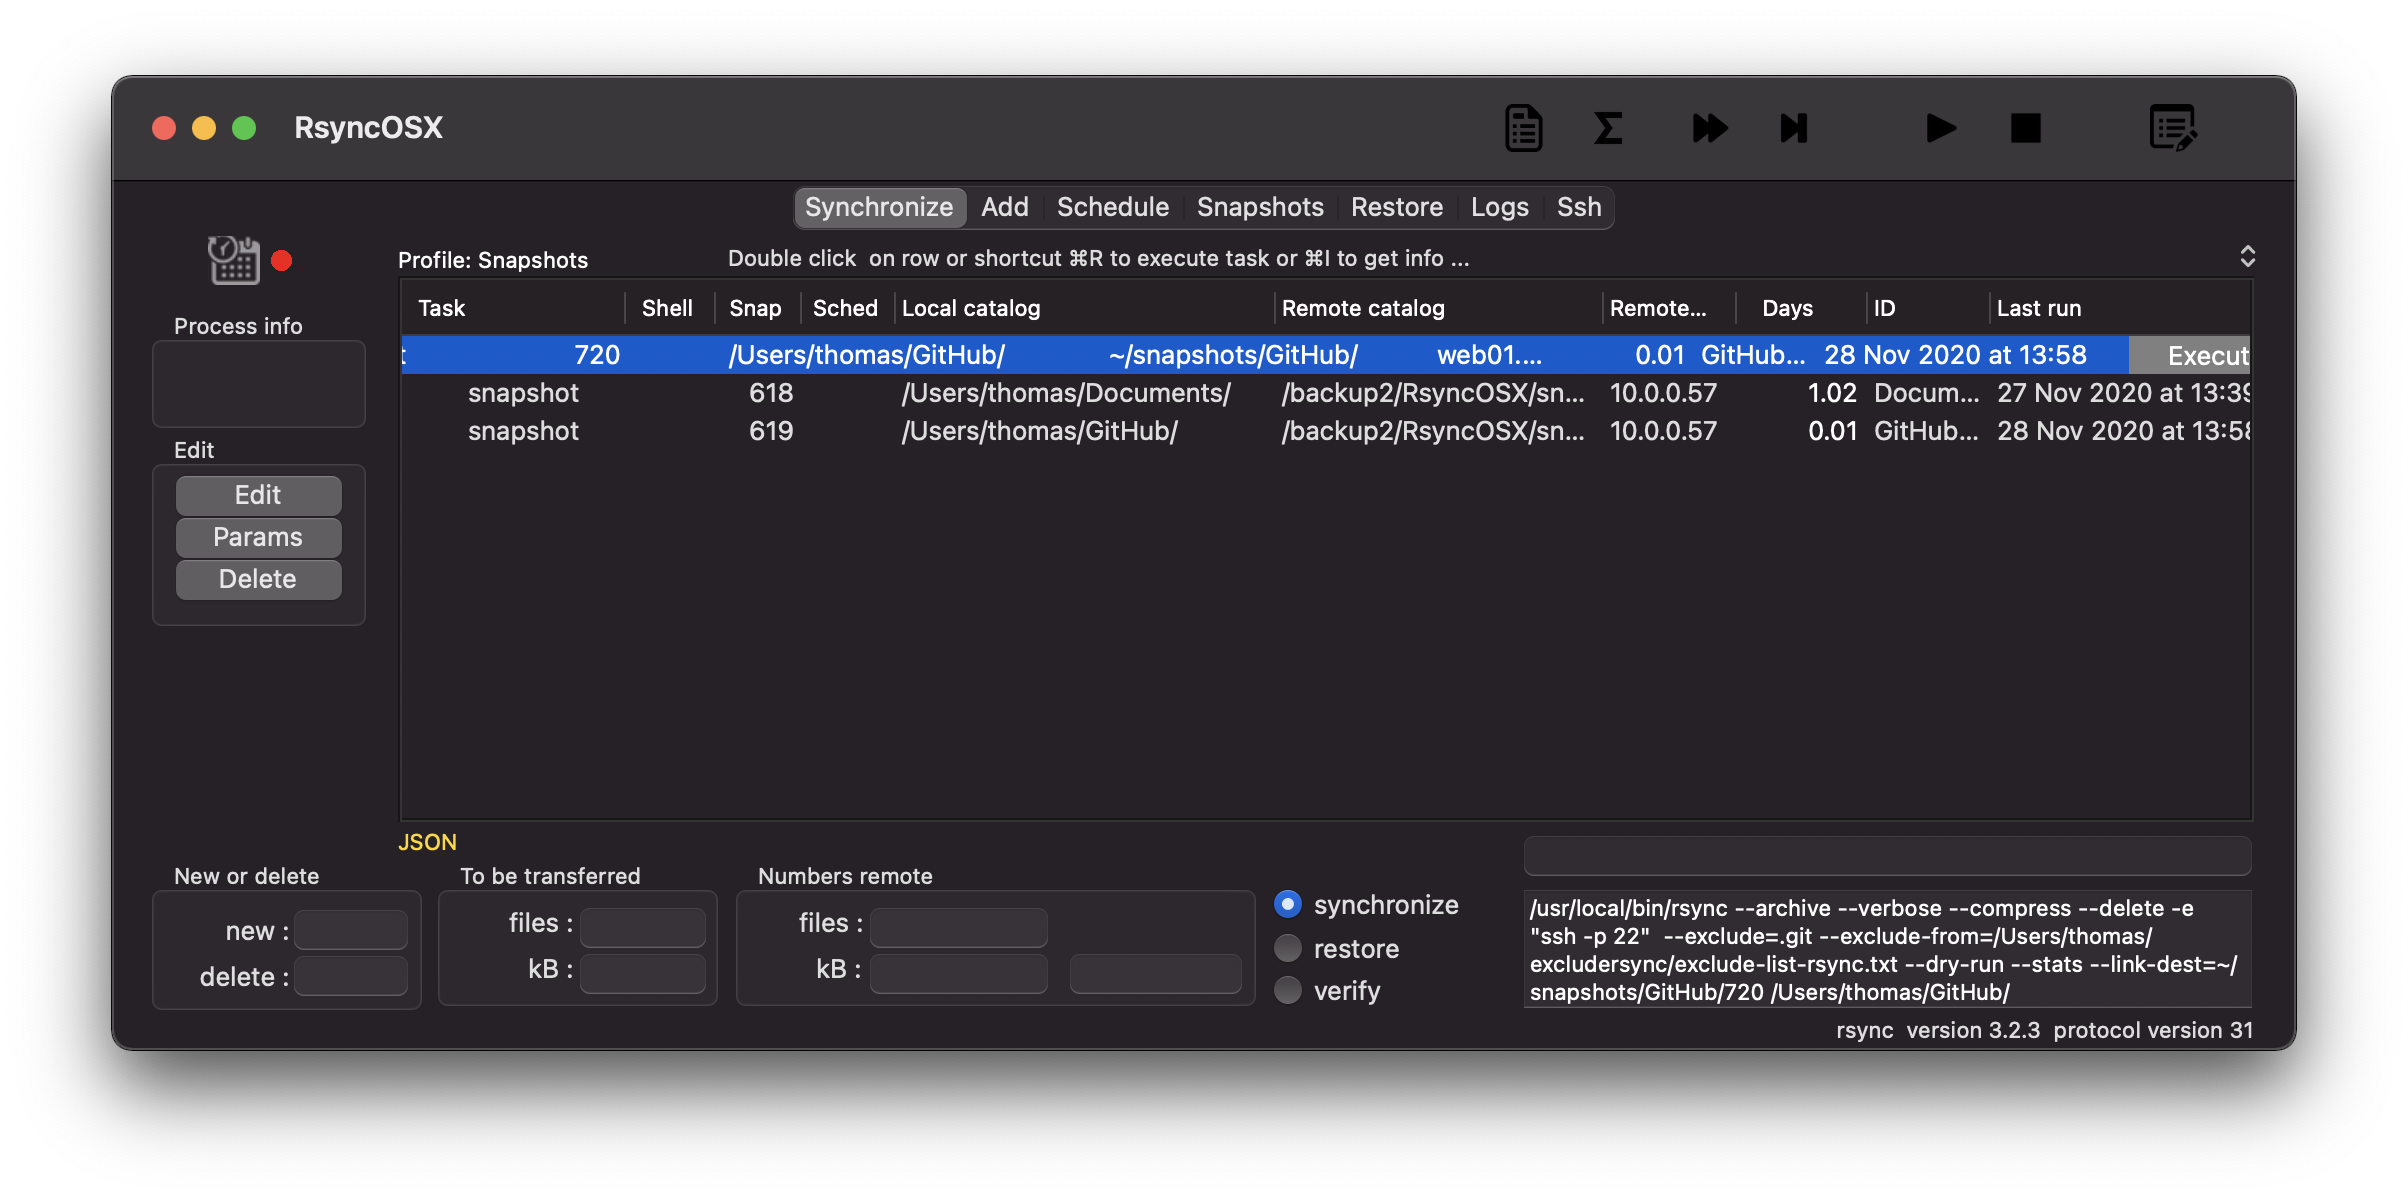 RsyncOSX
Synchronize Add Schedule Snapshots Restore Logs Ssh
Profile: Snapshots Double click on row or shortcut ⌘R to execute task or ⌘I to get info ...
Task Shell Snap Sched Local catalog Remote catalog Remote... Days ID Last run
t 720 /Users/thomas/GitHub/ ~/snapshots/GitHub/ web01.... 0.01 GitHub... 28 Nov 2020 at 13:58 Execut
snapshot 618 /Users/thomas/Documents/ /backup2/RsyncOSX/sn... 10.0.0.57 1.02 Docum... 27 Nov 2020 at 13:39
snapshot 619 /Users/thomas/GitHub/ /backup2/RsyncOSX/sn... 10.0.0.57 0.01 GitHub... 28 Nov 2020 at 13:58
Process info
Edit
Edit
Params
Delete
JSON
New or delete
new :
delete :
To be transferred
files :
kB :
Numbers remote
files :
kB :
synchronize
restore
verify
/usr/local/bin/rsync --archive --verbose --compress --delete -e
"ssh -p 22" --exclude=.git --exclude-from=/Users/thomas/
excludersync/exclude-list-rsync.txt --dry-run --stats --link-dest=~/
snapshots/GitHub/720 /Users/thomas/GitHub/
rsync version 3.2.3 protocol version 31